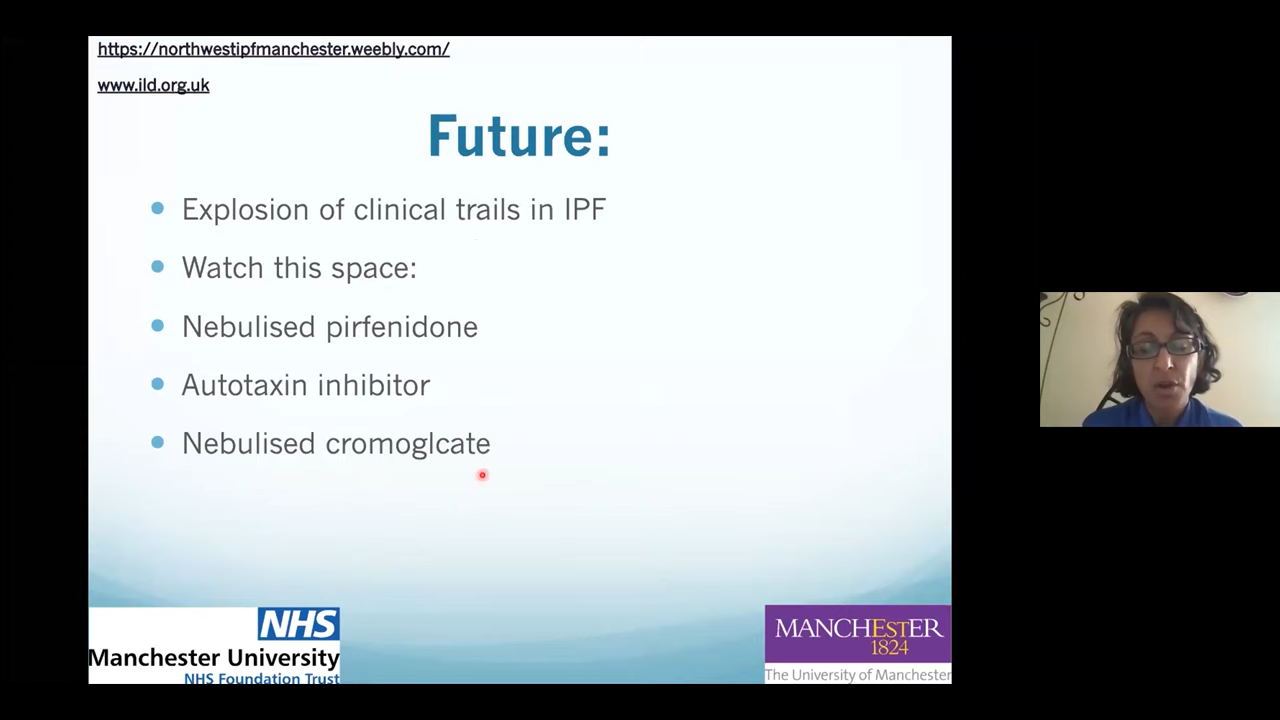 https://northwestipfmanchester.weebly.com/
www.ild.org.uk
Future:
Explosion of clinical trails in IPF
Watch this space:
Nebulised pirfenidone
Autotaxin inhibitor
Nebulised cromoglcate
NHS
Manchester University
NHS Foundation Trust
MANCHESTER
1824
The University of Manchester